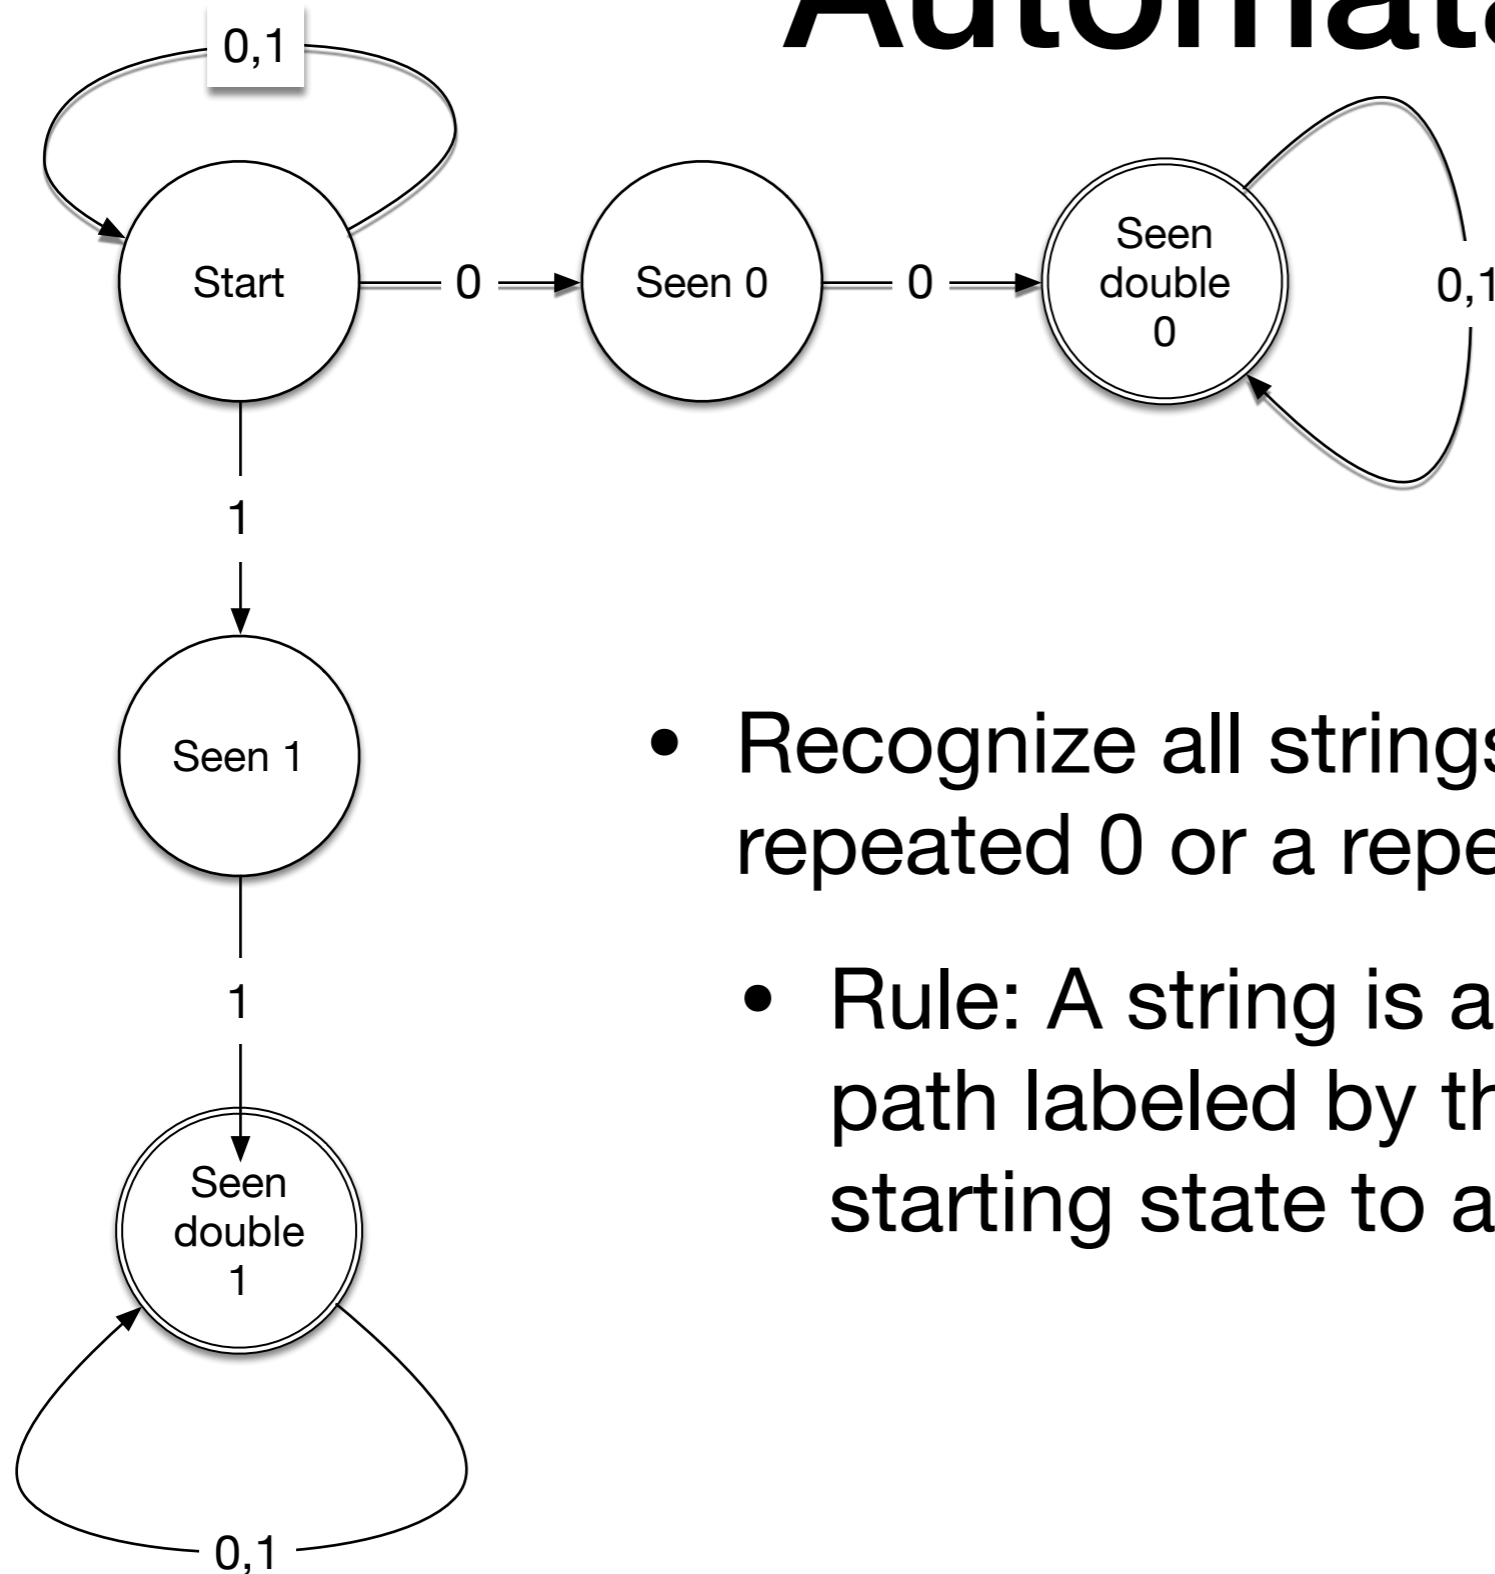 Automata
0,1
Start
0
Seen 0
0
Seen
double
0
0,1
1
Seen 1
1
Seen
double
1
0,1
• Recognize all strings
repeated 0 or a repe
• Rule: A string is a
path labeled by th
starting state to a